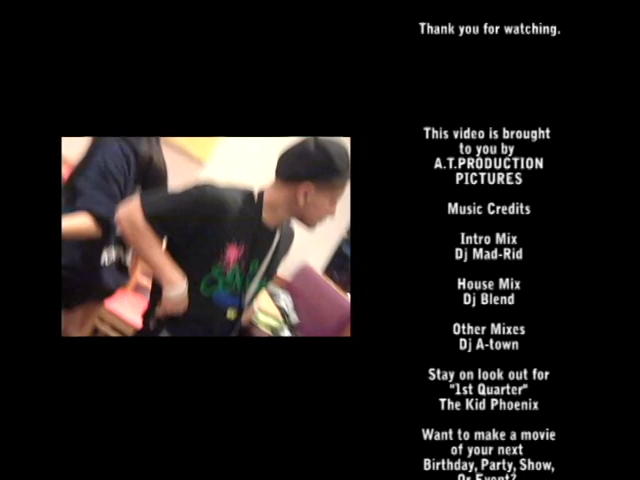 Thank you for watching.
This video is brought
to you by
A.T.PRODUCTION
PICTURES
Music Credits
Intro Mix
Dj Mad-Rid
House Mix
Dj Blend
Other Mixes
Dj A-town
Stay on look out for
"1st Quarter"
The Kid Phoenix
Want to make a movie
of your next
Birthday, Party, Show,
Or Event?